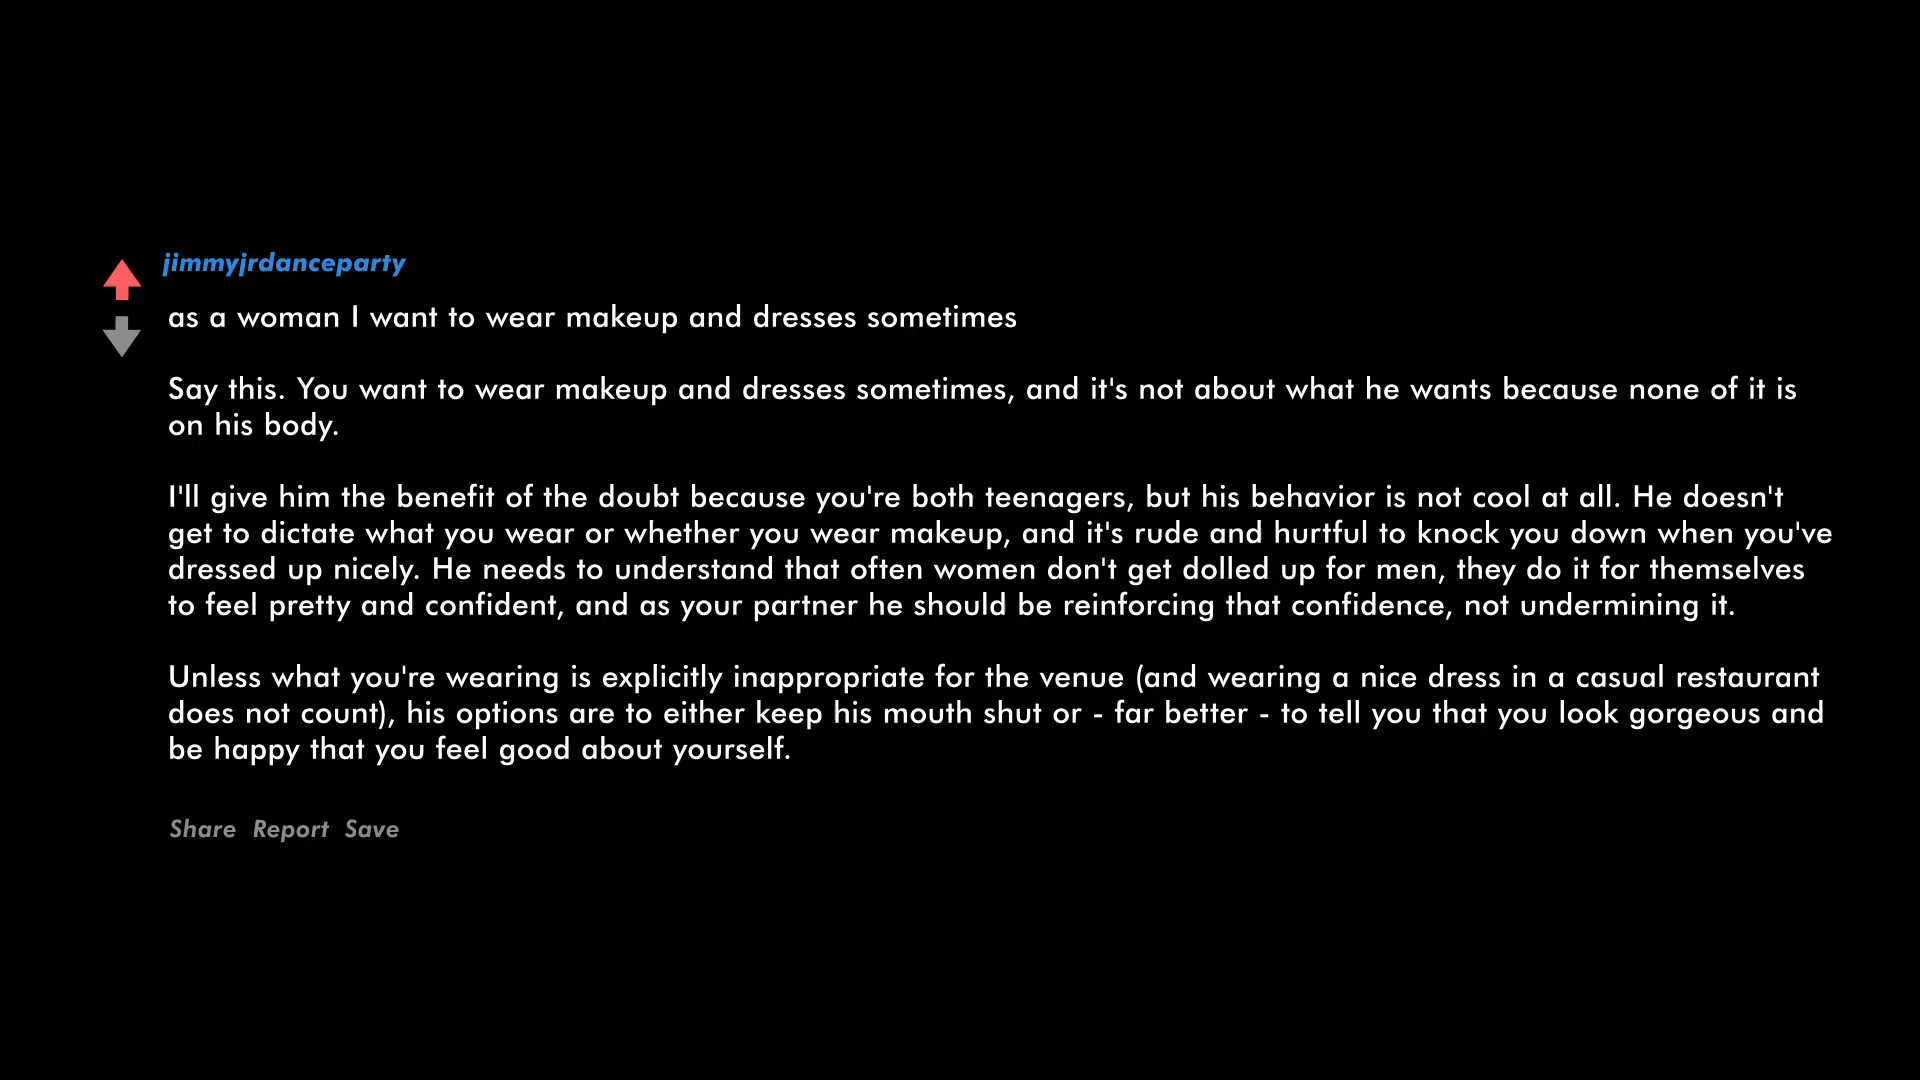 jimmyjrdanceparty
as a woman I want to wear makeup and dresses sometimes
Say this. You want to wear makeup and dresses sometimes, and it's not about what he wants because none of it is
on his body.
I'll give him the benefit of the doubt because you're both teenagers, but his behavior is not cool at all. He doesn't
get to dictate what you wear or whether you wear makeup, and it's rude and hurtful to knock you down when you've
dressed up nicely. He needs to understand that often women don't get dolled up for men, they do it for themselves
to feel pretty and confident, and as your partner he should be reinforcing that confidence, not undermining it.
Unless what you're wearing is explicitly inappropriate for the venue (and wearing a nice dress in a casual restaurant
does not count), his options are to either keep his mouth shut or - far better - to tell you that you look gorgeous and
be happy that you feel good about yourself.
Share Report Save